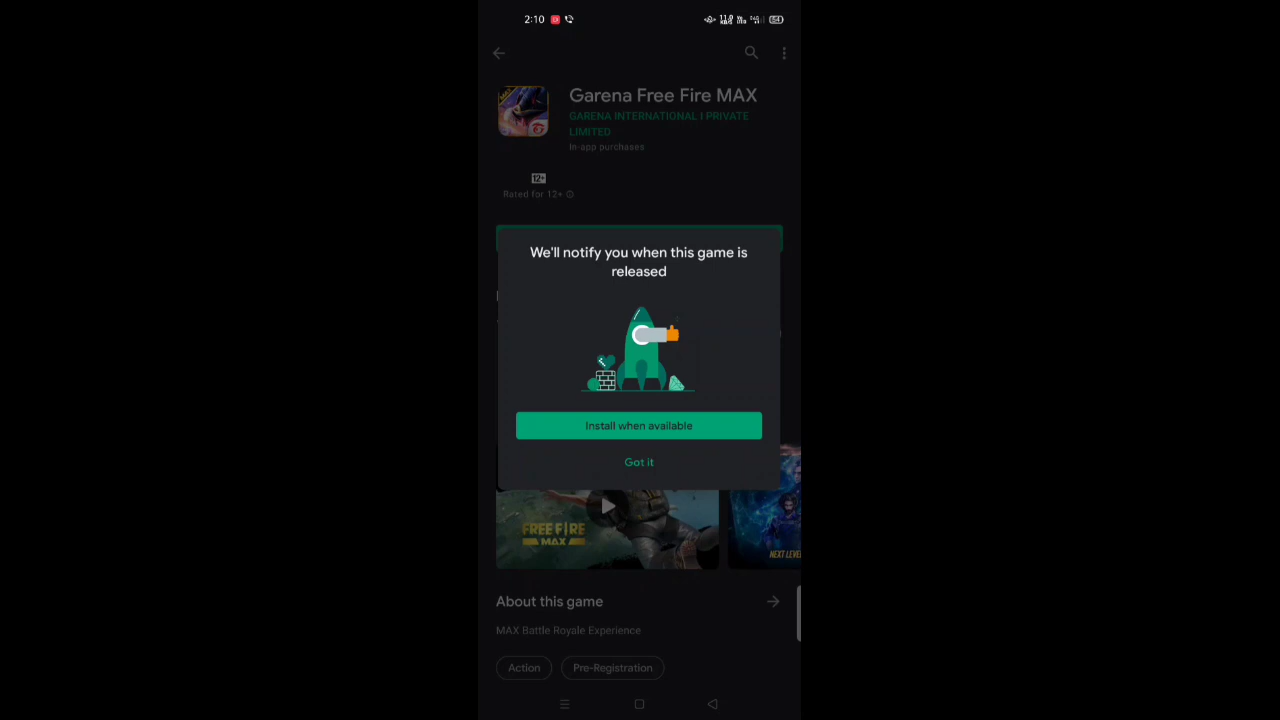 2:10
54
Garena Free Fire MAX
GARENA INTERNATIONAL I PRIVATE
LIMITED
In-app purchases
12+
Rated for 12+
We'll notify you when this game is
released
Install when available
Got it
FREE FIRE
MAX
NEXT LEVE
About this game
MAX Battle Royale Experience
Action
Pre-Registration